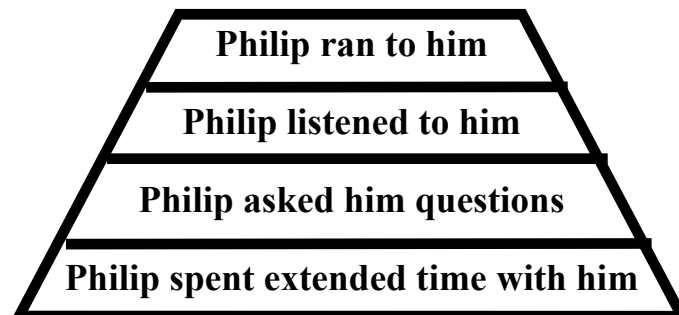 Philip ran to him
Philip listened to him
Philip asked him questions
Philip spent extended time with him